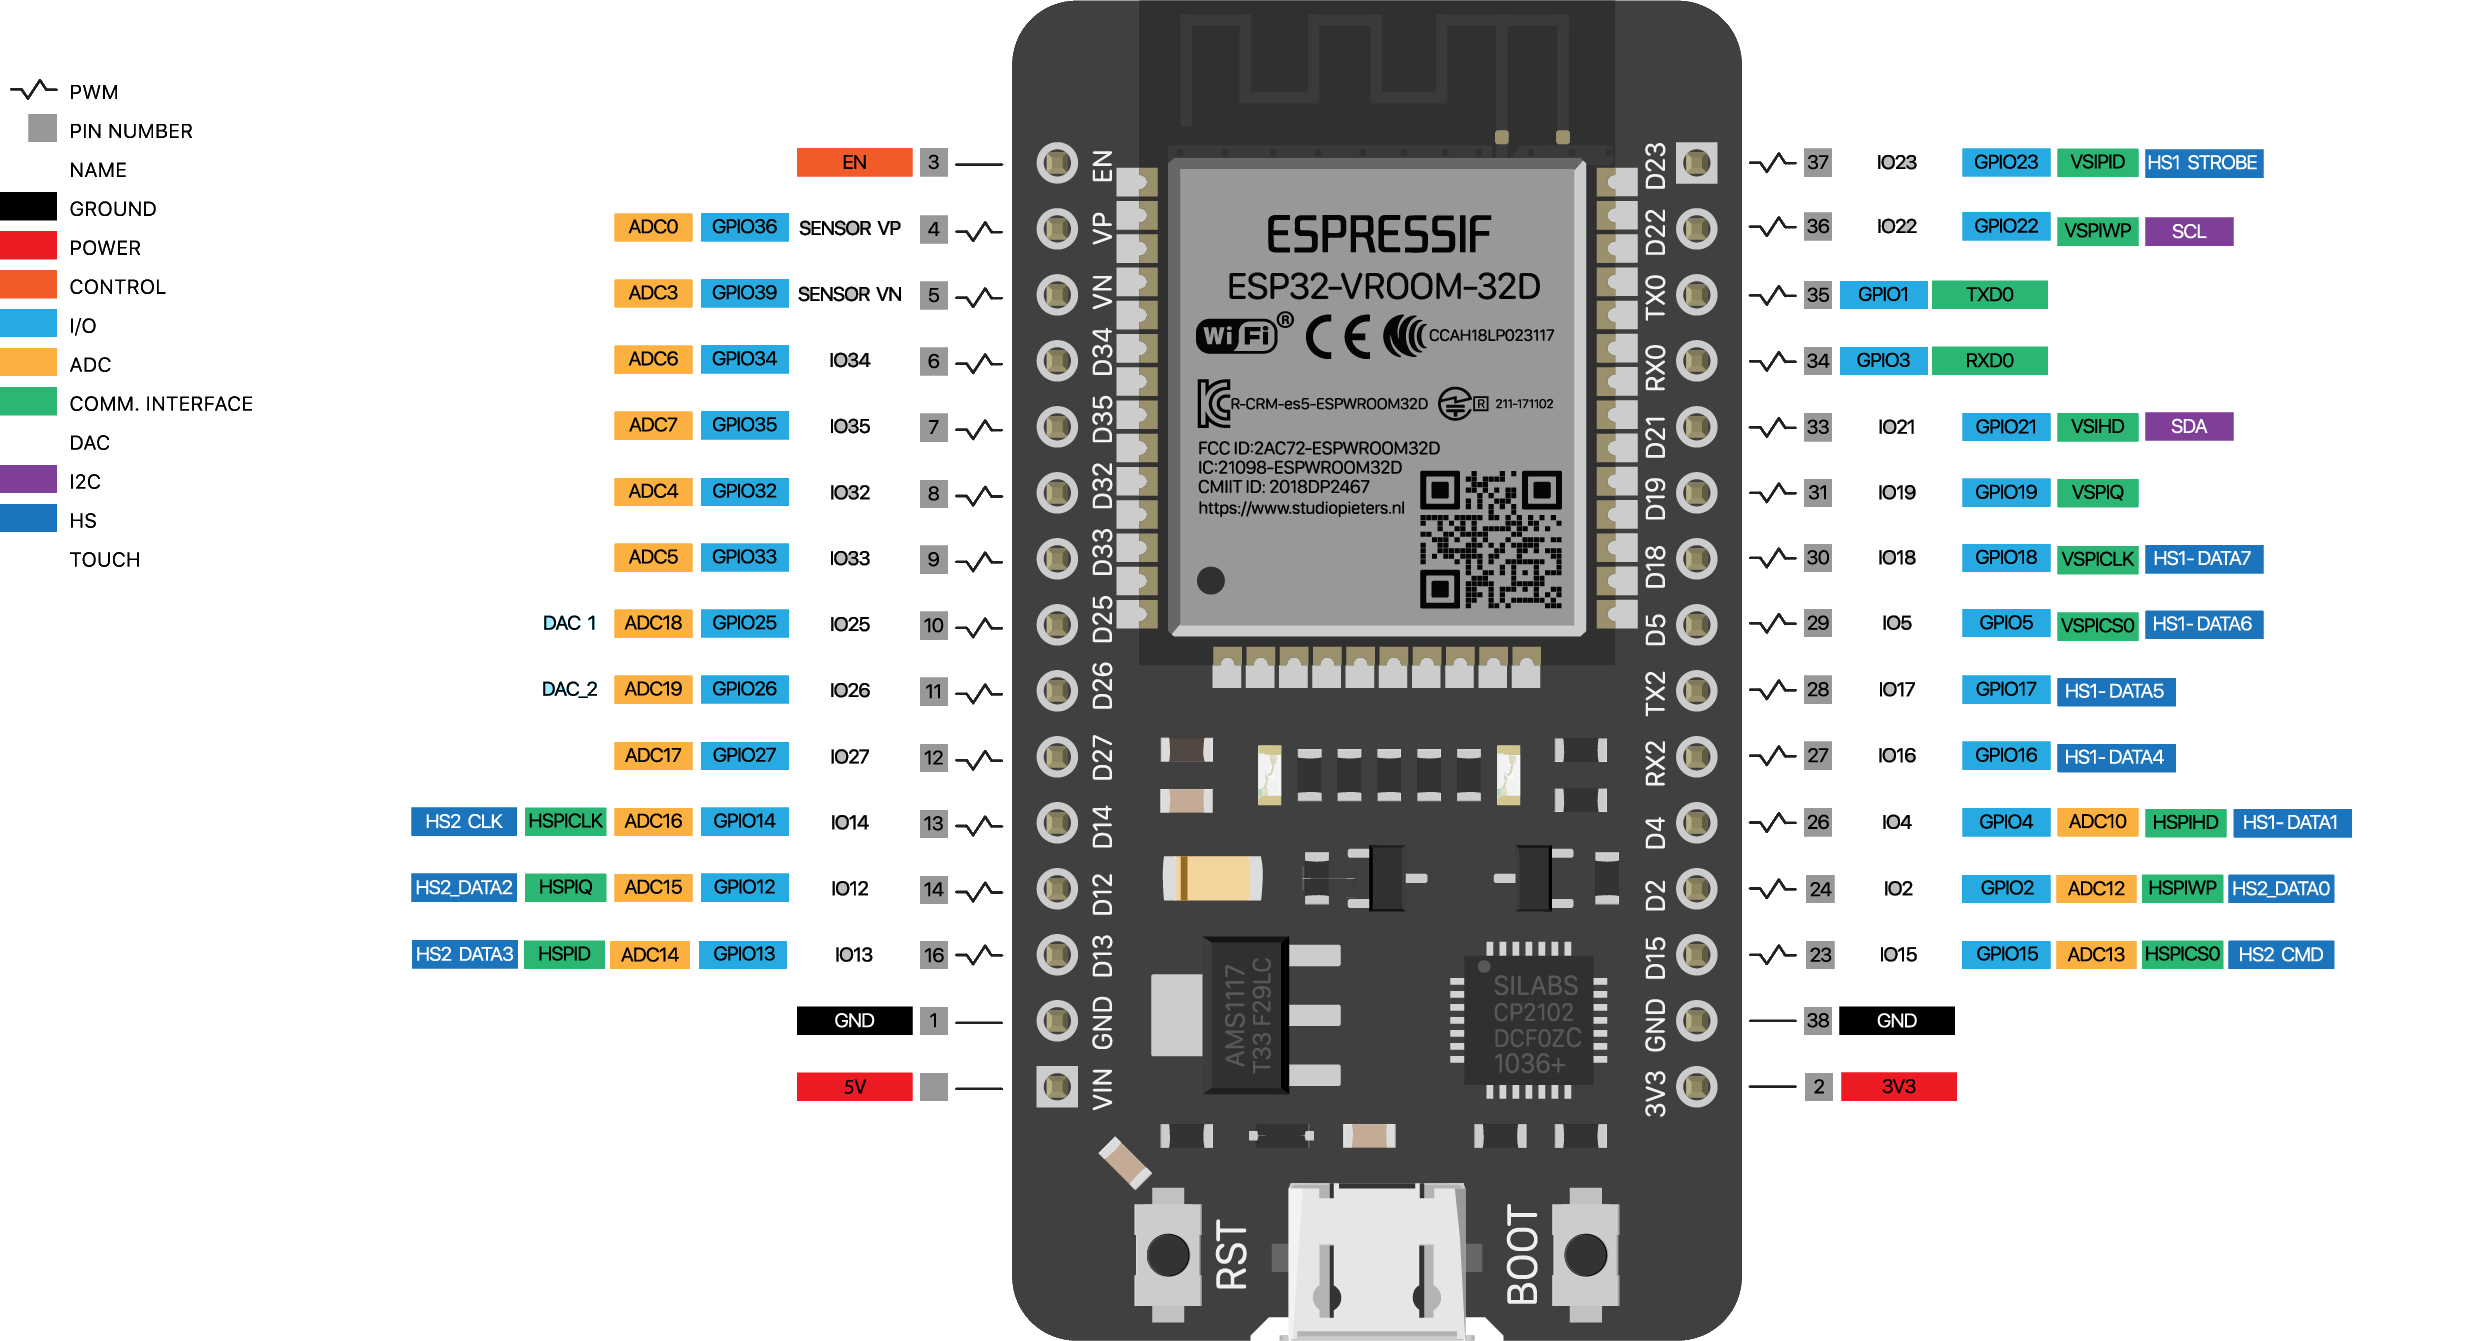 PWM
PIN NUMBER
NAME
GROUND
POWER
CONTROL
I/O
ADC
COMM. INTERFACE
DAC
I2C
HS
TOUCH
EN 3
ADC0 GPIO36 SENSOR VP 4
ADC3 GPIO39 SENSOR VN 5
ADC6 GPIO34 IO34 6
ADC7 GPIO35 IO35 7
ADC4 GPIO32 IO32 8
ADC5 GPIO33 IO33 9
DAC 1 ADC18 GPIO25 IO25 10
DAC_2 ADC19 GPIO26 IO26 11
ADC17 GPIO27 IO27 12
HS2 CLK HSPICLK ADC16 GPIO14 IO14 13
HS2_DATA2 HSPIQ ADC15 GPIO12 IO12 14
HS2 DATA3 HSPID ADC14 GPIO13 IO13 16
GND 1
5V
EN
VP
VN
D34
D35
D32
D33
D25
D26
D27
D14
D12
D13
GND
VIN
ESPRESSIF
ESP32-VROOM-32D
Wi Fi ® CE CCAH18LP023117
R-CRM-es5-ESPWROOM32D R 211-171102
FCC ID:2AC72-ESPWROOM32D
IC:21098-ESPWROOM32D
CMIIT ID: 2018DP2467
https://www.studiopieters.nl
AMS1117
T33 F29LC
SILABS
CP2102
DCF0ZC
1036+
RST
BOOT
D23
D22
TX0
RX0
D21
D19
D18
D5
TX2
RX2
D4
D2
D15
GND
3V3
37 IO23 GPIO23 VSIPID HS1 STROBE
36 IO22 GPIO22 VSPIWP SCL
35 GPIO1 TXD0
34 GPIO3 RXD0
33 IO21 GPIO21 VSIHD SDA
31 IO19 GPIO19 VSPIQ
30 IO18 GPIO18 VSPICLK HS1-DATA7
29 IO5 GPIO5 VSPICS0 HS1-DATA6
28 IO17 GPIO17 HS1-DATA5
27 IO16 GPIO16 HS1-DATA4
26 IO4 GPIO4 ADC10 HSPIHD HS1-DATA1
24 IO2 GPIO2 ADC12 HSPIWP HS2_DATA0
23 IO15 GPIO15 ADC13 HSPICS0 HS2 CMD
38 GND
2 3V3